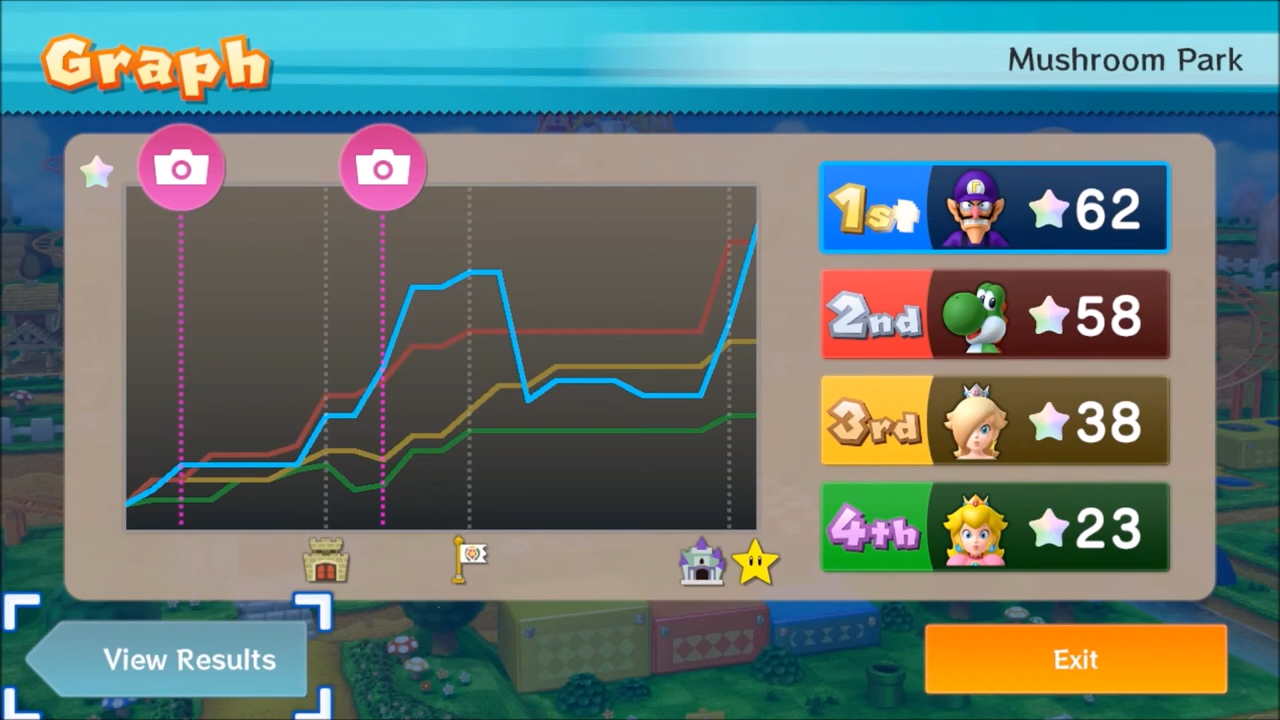 Graph
Mushroom Park
1st 62
2nd 58
3rd 38
4th 23
View Results
Exit